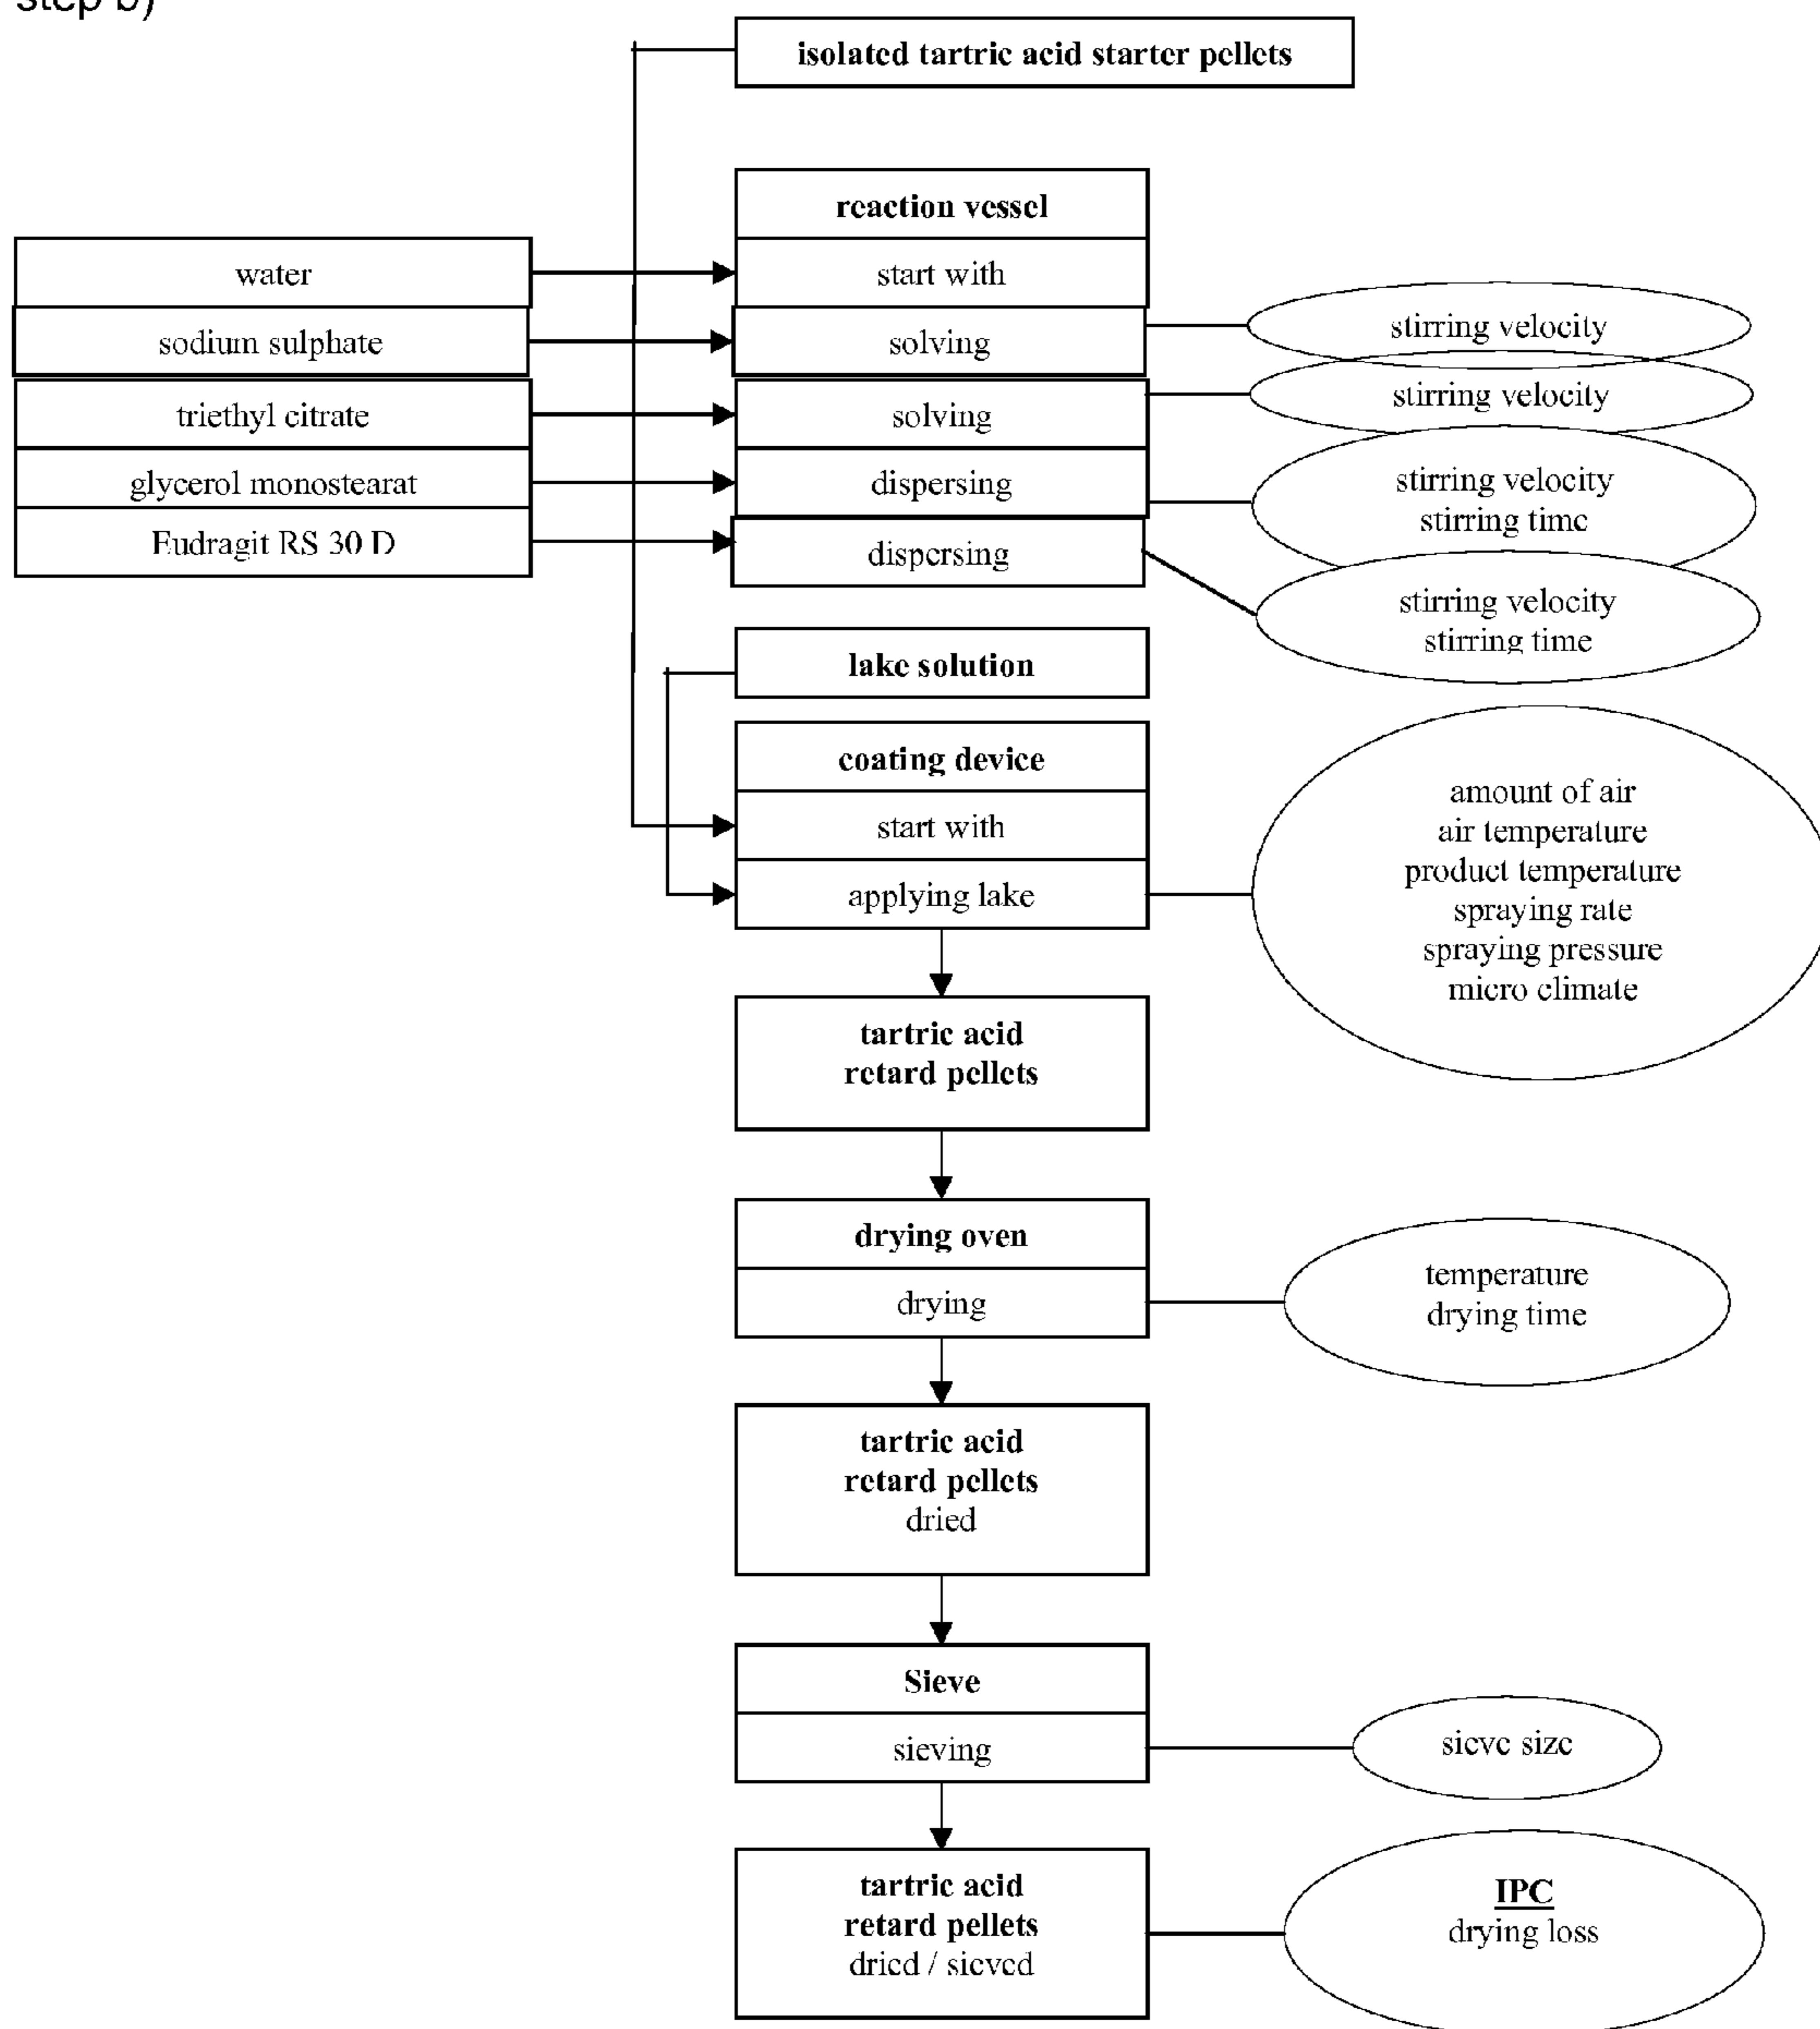 step b)
isolated tartric acid starter pellets
reaction vessel
water
start with
sodium sulphate
solving
stirring velocity
triethyl citrate
solving
stirring velocity
glycerol monostearat
dispersing
stirring velocity
stirring time
Eudragit RS 30 D
dispersing
stirring velocity
stirring time
lake solution
coating device
start with
applying lake
amount of air
air temperature
product temperature
spraying rate
spraying pressure
micro climate
tartric acid
retard pellets
drying oven
drying
temperature
drying time
tartric acid
retard pellets
dried
Sieve
sieving
sieve size
tartric acid
retard pellets
dried / sieved
IPC
drying loss